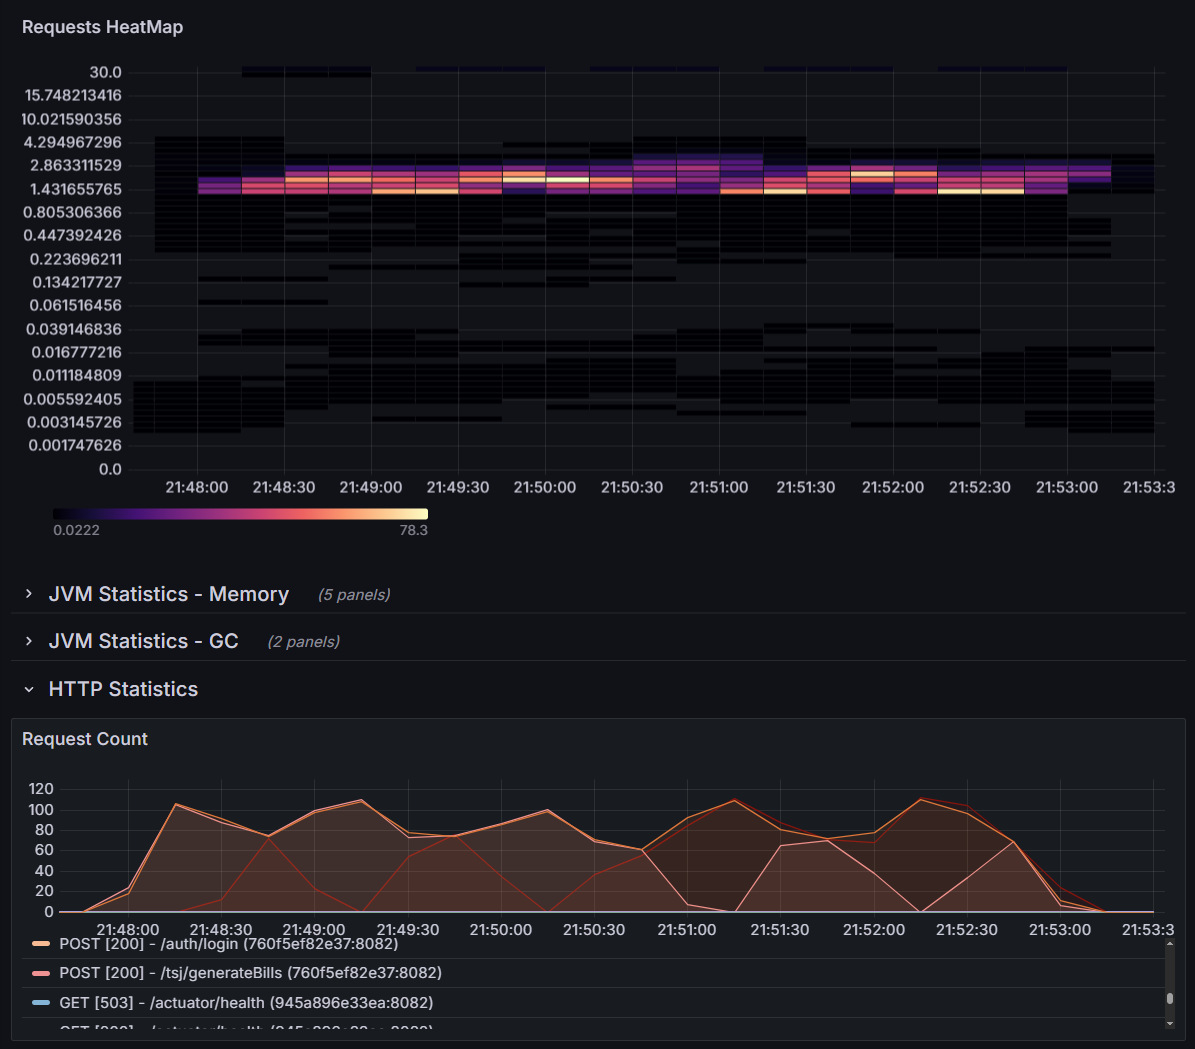 Requests HeatMap
30.0
15.748213416
10.021590356
4.294967296
2.863311529
1.431655765
0.805306366
0.447392426
0.223696211
0.134217727
0.061516456
0.039146836
0.016777216
0.011184809
0.005592405
0.003145726
0.001747626
0.0
21:48:00 21:48:30 21:49:00 21:49:30 21:50:00 21:50:30 21:51:00 21:51:30 21:52:00 21:52:30 21:53:00 21:53:3
0.0222 78.3
JVM Statistics - Memory (5 panels)
JVM Statistics - GC (2 panels)
HTTP Statistics
Request Count
120
100
80
60
40
20
0
21:48:00 21:48:30 21:49:00 21:49:30 21:50:00 21:50:30 21:51:00 21:51:30 21:52:00 21:52:30 21:53:00 21:53:3
POST [200] - /auth/login (760f5ef82e37:8082)
POST [200] - /tsj/generateBills (760f5ef82e37:8082)
GET [503] - /actuator/health (945a896e33ea:8082)